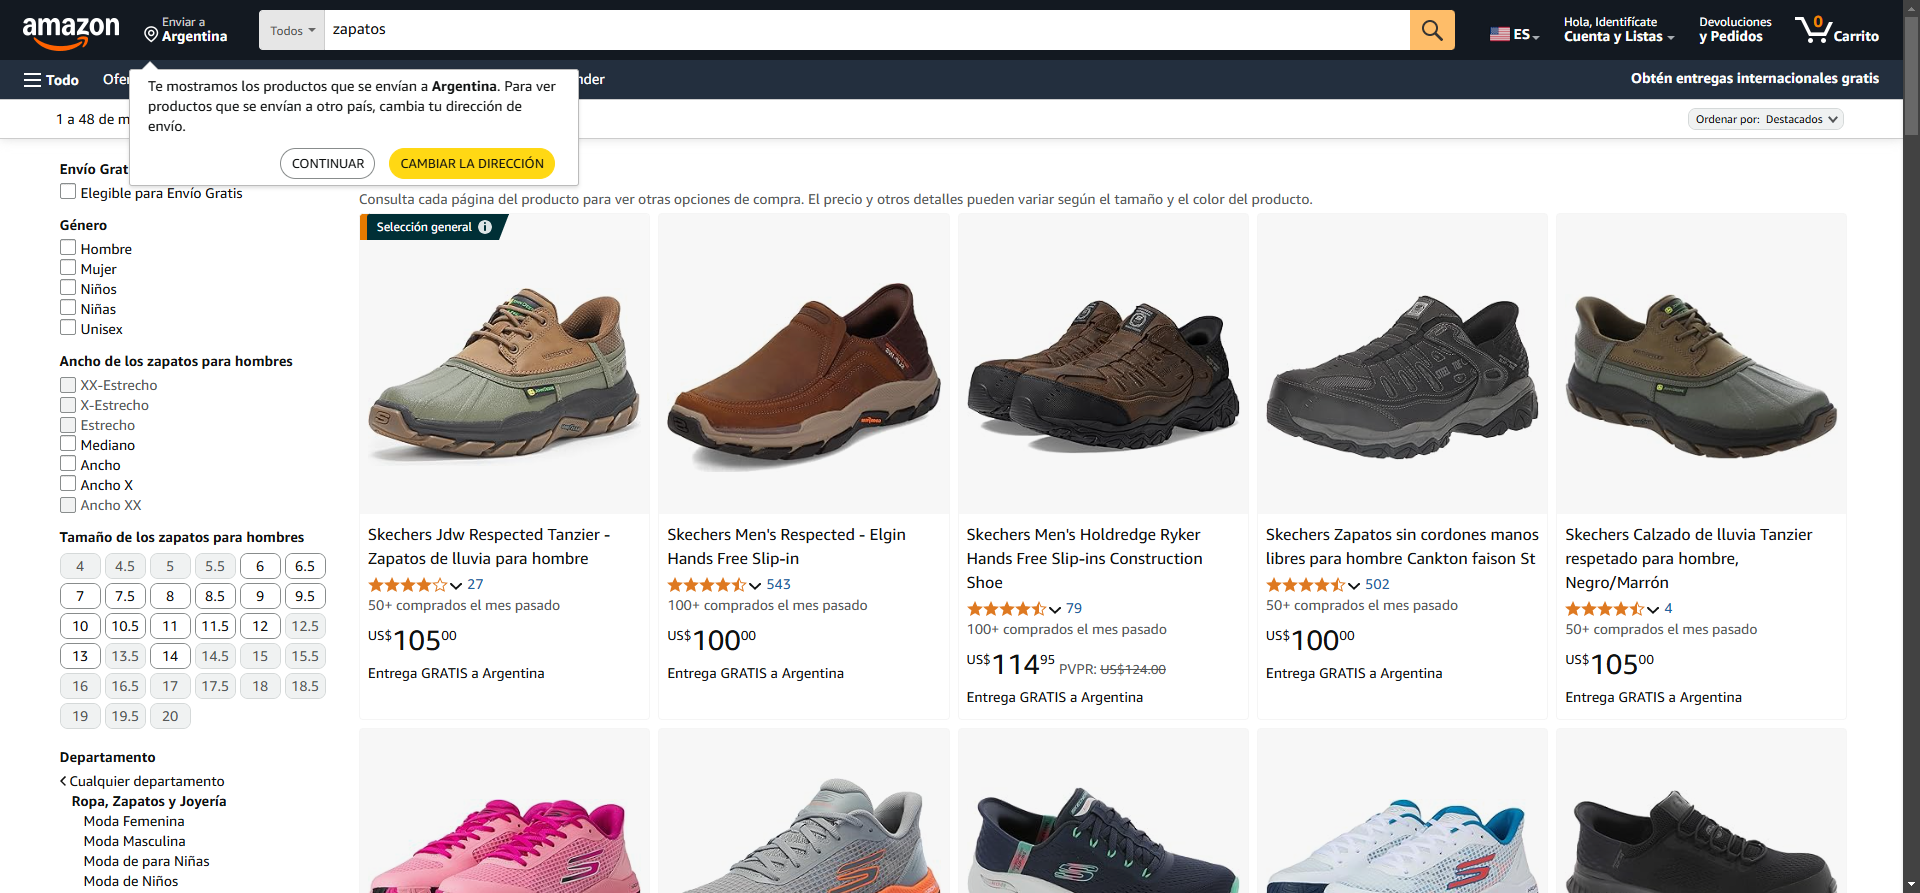 amazon
Enviar a
Argentina
Todos
zapatos
ES
Hola, Identifícate
Cuenta y Listas
Devoluciones
y Pedidos
0
Carrito
Todo
Ofer
nder
Obtén entregas internacionales gratis
Te mostramos los productos que se envían a Argentina. Para ver
productos que se envían a otro país, cambia tu dirección de
envío.
CONTINUAR
CAMBIAR LA DIRECCIÓN
1 a 48 de m
Ordenar por: Destacados
Envío Grat
Elegible para Envío Gratis
Género
Hombre
Mujer
Niños
Niñas
Unisex
Ancho de los zapatos para hombres
XX-Estrecho
X-Estrecho
Estrecho
Mediano
Ancho
Ancho X
Ancho XX
Tamaño de los zapatos para hombres
4 4.5 5 5.5 6 6.5
7 7.5 8 8.5 9 9.5
10 10.5 11 11.5 12 12.5
13 13.5 14 14.5 15 15.5
16 16.5 17 17.5 18 18.5
19 19.5 20
Departamento
Cualquier departamento
Ropa, Zapatos y Joyería
Moda Femenina
Moda Masculina
Moda de para Niñas
Moda de Niños
Consulta cada página del producto para ver otras opciones de compra. El precio y otros detalles pueden variar según el tamaño y el color del producto.
Selección general
Skechers Jdw Respected Tanzier -
Zapatos de lluvia para hombre
27
50+ comprados el mes pasado
US$10500
Entrega GRATIS a Argentina
Skechers Men's Respected - Elgin
Hands Free Slip-in
543
100+ comprados el mes pasado
US$10000
Entrega GRATIS a Argentina
Skechers Men's Holdredge Ryker
Hands Free Slip-ins Construction
Shoe
79
100+ comprados el mes pasado
US$11495 PVPR: US$124.00
Entrega GRATIS a Argentina
Skechers Zapatos sin cordones manos
libres para hombre Cankton faison St
502
50+ comprados el mes pasado
US$10000
Entrega GRATIS a Argentina
Skechers Calzado de lluvia Tanzier
respetado para hombre,
Negro/Marrón
4
50+ comprados el mes pasado
US$10500
Entrega GRATIS a Argentina